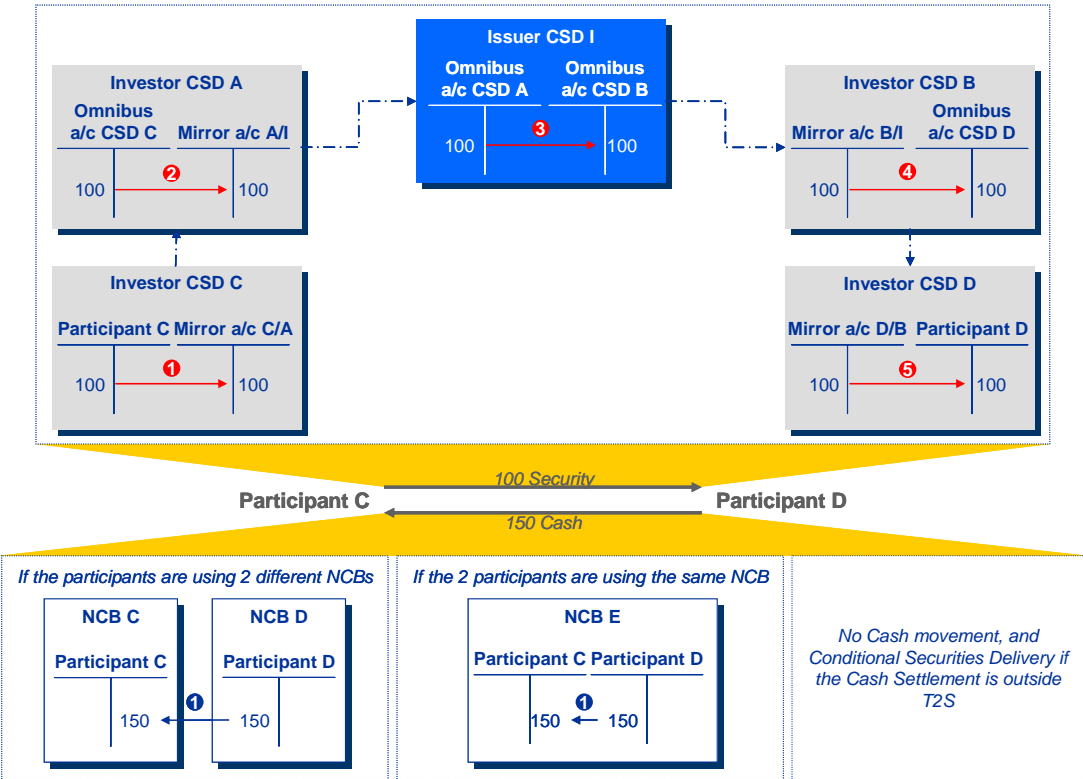 Issuer CSD I
Omnibus a/c CSD A
Omnibus a/c CSD B
100
3
100
Investor CSD A
Omnibus a/c CSD C
Mirror a/c A/I
100
2
100
Investor CSD B
Mirror a/c B/I
Omnibus a/c CSD D
100
4
100
Investor CSD C
Participant C
Mirror a/c C/A
100
1
100
Investor CSD D
Mirror a/c D/B
Participant D
100
5
100
100 Security
Participant C
Participant D
150 Cash
If the participants are using 2 different NCBs
NCB C
NCB D
Participant C
Participant D
150
1
150
If the 2 participants are using the same NCB
NCB E
Participant C
Participant D
150
1
150
No Cash movement, and
Conditional Securities Delivery if
the Cash Settlement is outside
T2S